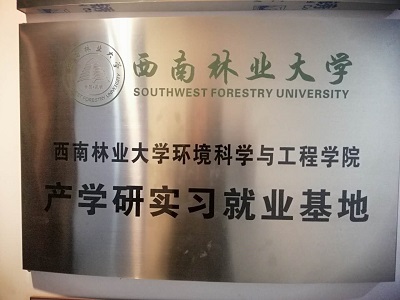 西南林业大学
SOUTHWEST FORESTRY UNIVERSITY
西南林业大学环境科学与工程学院
产学研实习就业基地